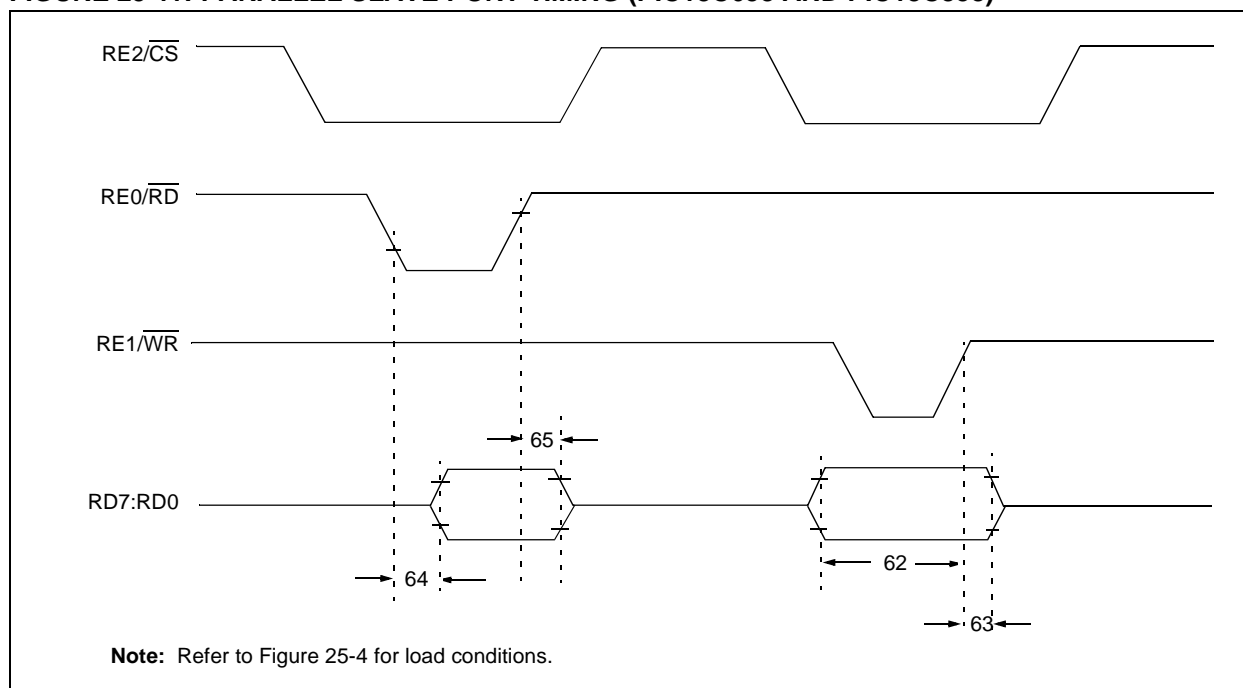 RE2/CS
RE0/RD
RE1/WR
65
RD7:RD0
62
64
63
Note: Refer to Figure 25-4 for load conditions.